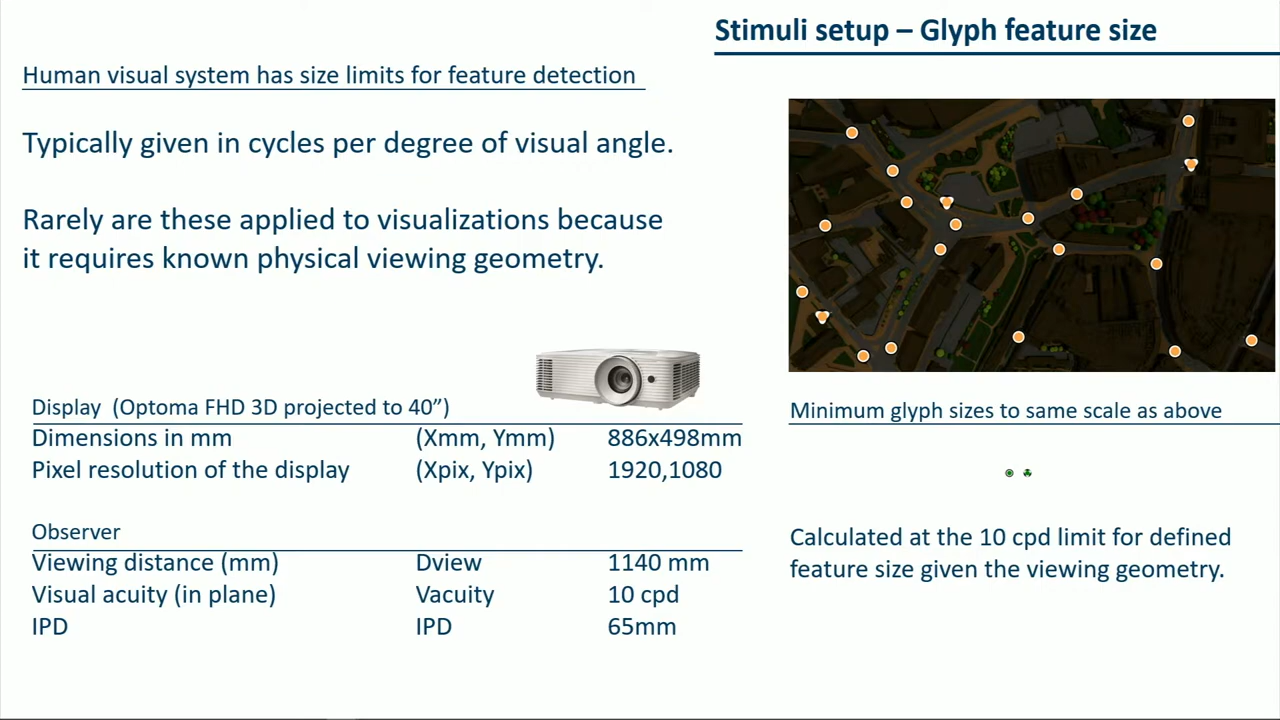 Stimuli setup – Glyph feature size
Human visual system has size limits for feature detection
Typically given in cycles per degree of visual angle.
Rarely are these applied to visualizations because
it requires known physical viewing geometry.
Display (Optoma FHD 3D projected to 40”)
Dimensions in mm (Xmm, Ymm) 886x498mm
Pixel resolution of the display (Xpix, Ypix) 1920,1080
Observer
Viewing distance (mm) Dview 1140 mm
Visual acuity (in plane) Vacuity 10 cpd
IPD IPD 65mm
Minimum glyph sizes to same scale as above
Calculated at the 10 cpd limit for defined
feature size given the viewing geometry.